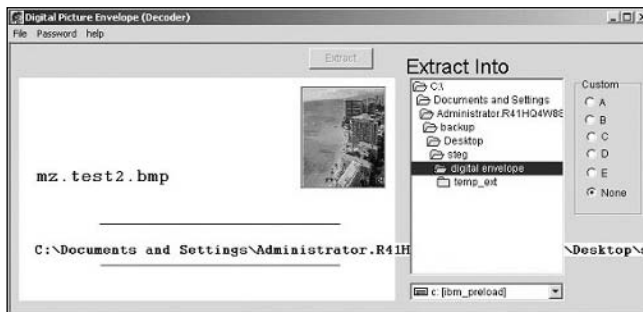 Digital Picture Envelope (Decoder)
File Password help
Extract
Extract Into
C:\
Documents and Settings
Administrator.R41HQ4W8E
backup
Desktop
steg
digital envelope
temp_ext
Custom
A
B
C
D
E
None
mz.test2.bmp
C:\Documents and Settings\Administrator.R41H \Desktop\s
c: [ibm_preload]